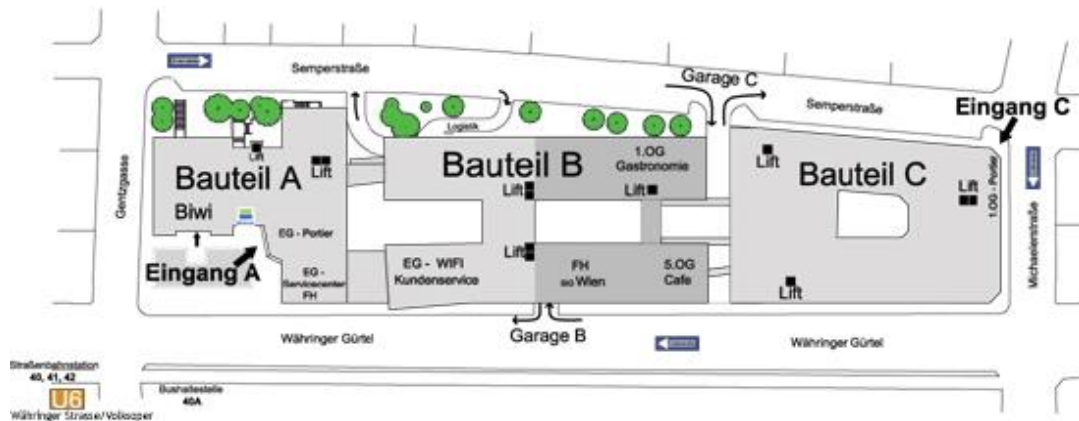 Semperstraße
Garage C
Semperstraße
Eingang C
Logistik
Lift
Lift
Bauteil A
Bauteil B
1.OG
Gastronomie
Lift
Lift
Lift
Bauteil C
Lift
1.OG - Portier
Gentzgasse
Michaelerstraße
Biwi
EG - Portier
Eingang A
EG -
Servicecenter
FH
EG - WIFI
Kundenservice
Lift
FH
Wien
5.OG
Cafe
Lift
Währinger Gürtel
Garage B
Währinger Gürtel
Straßenbahnstation
40, 41, 42
U6
Währinger Strasse/Volksoper
Bushaltestelle
40A